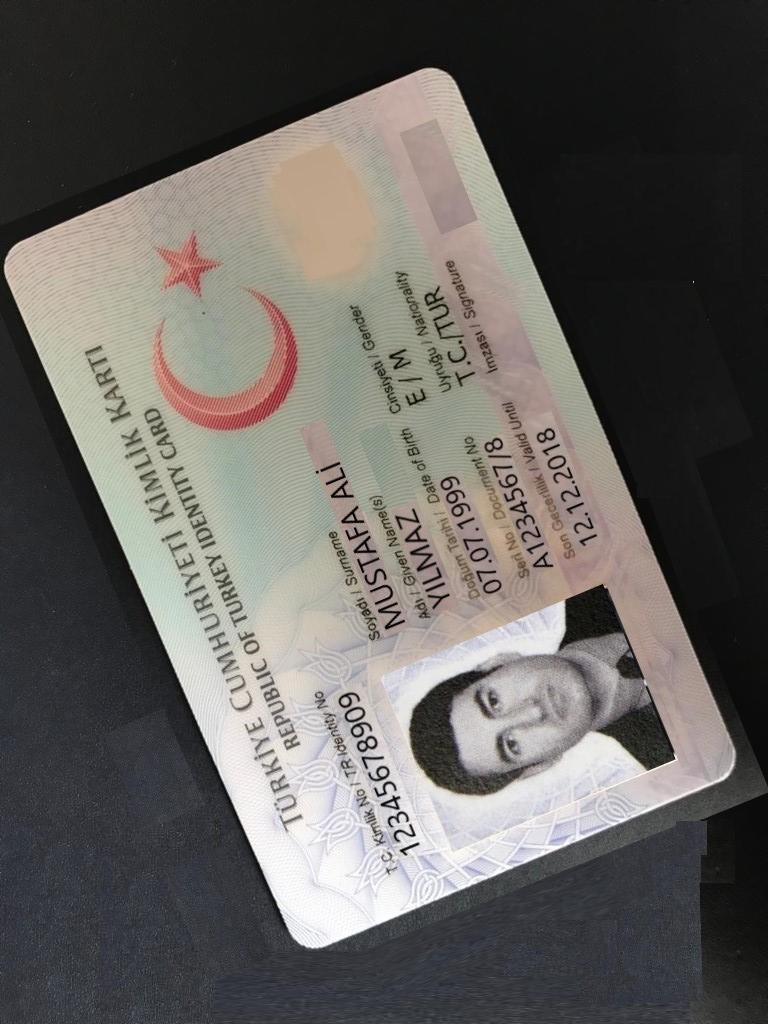 TÜRKİYE CUMHURİYETİ KİMLİK KARTI
REPUBLIC OF TURKEY IDENTITY CARD
T.C. Kimlik No / TR Identity No
12345678909
Soyadı / Surname
MUSTAFA ALİ
Adı / Given Name(s)
YILMAZ
Doğum Tarihi / Date of Birth Cinsiyeti / Gender
07.07.1999 E / M
Seri No / Document No Uyruğu / Nationality
A1234567/8 T.C./TUR
Son Geçerlilik / Valid Until İmzası / Signature
12.12.2018